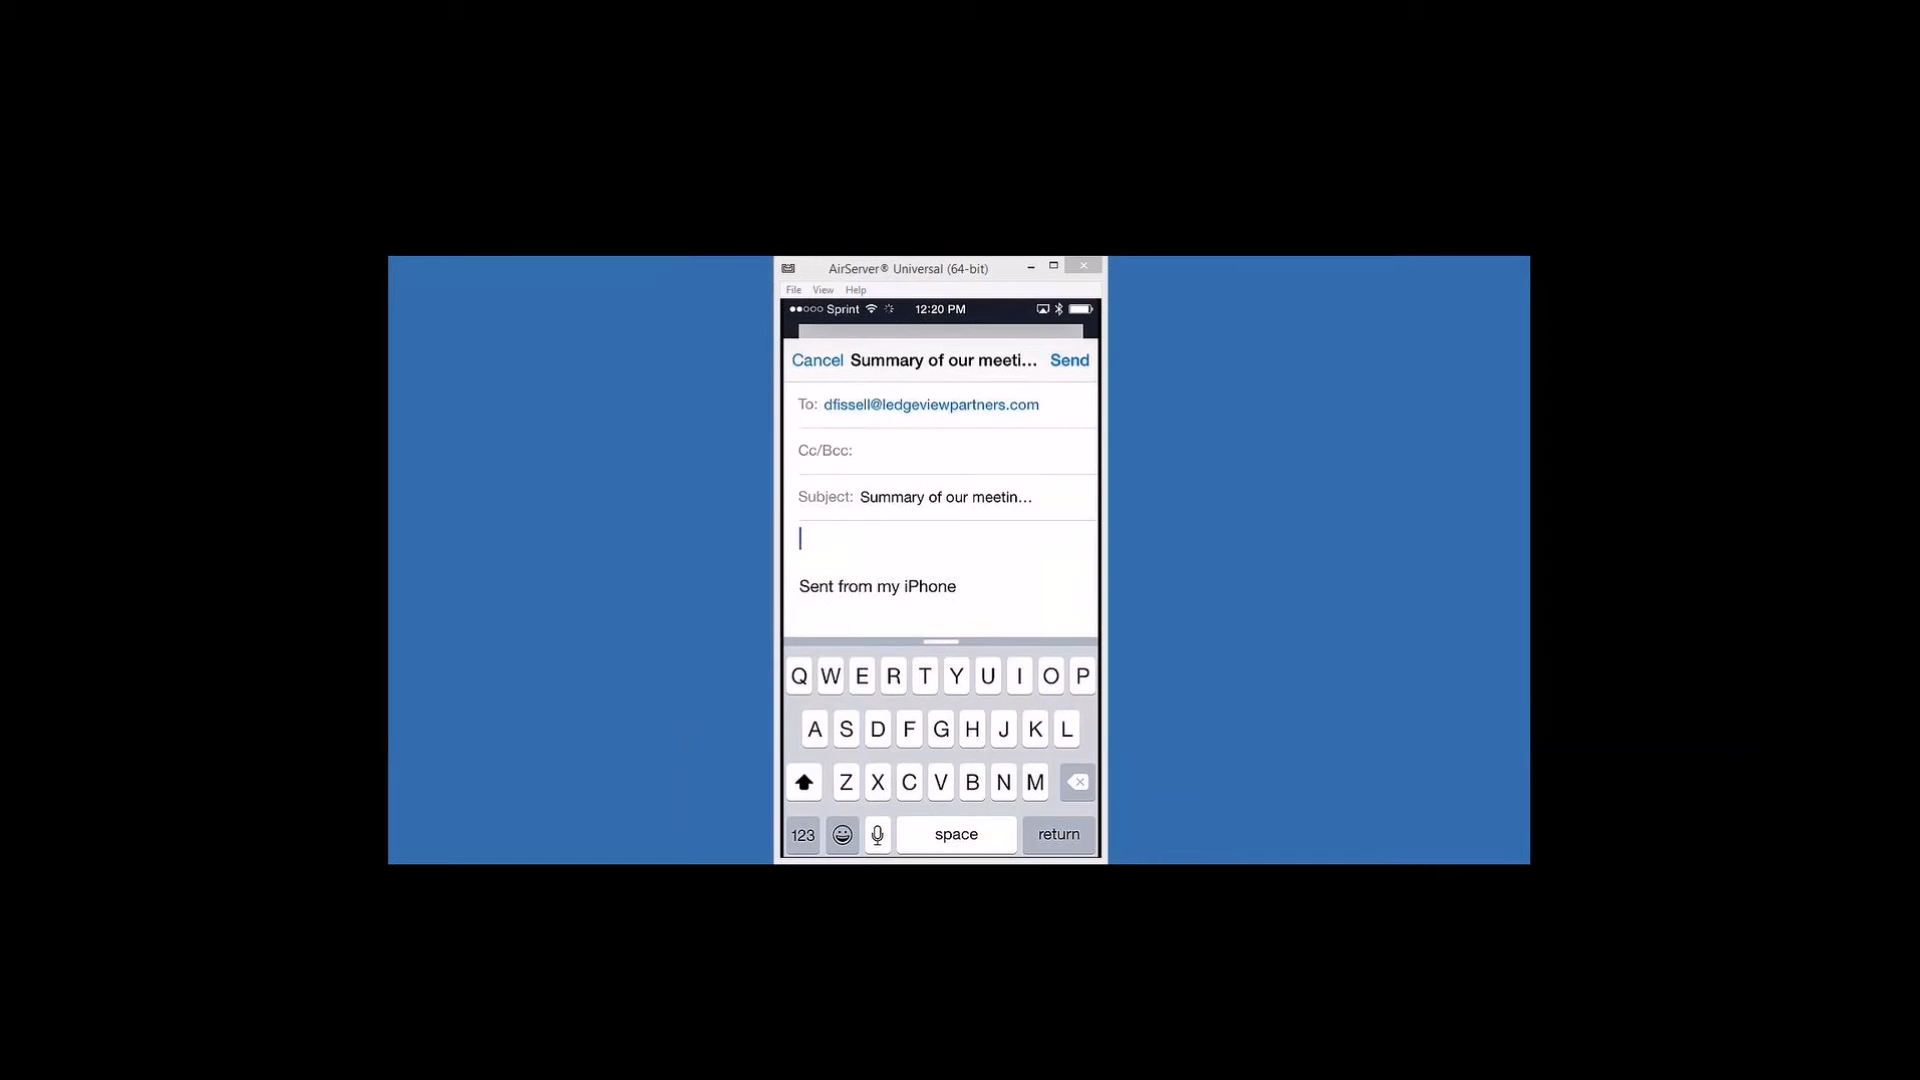 AirServer® Universal (64-bit)
File View Help
Sprint 12:20 PM
Cancel Summary of our meeti... Send
To: dfissell@ledgeviewpartners.com
Cc/Bcc:
Subject: Summary of our meetin...
Sent from my iPhone
Q W E R T Y U I O P
A S D F G H J K L
Z X C V B N M
123 space return